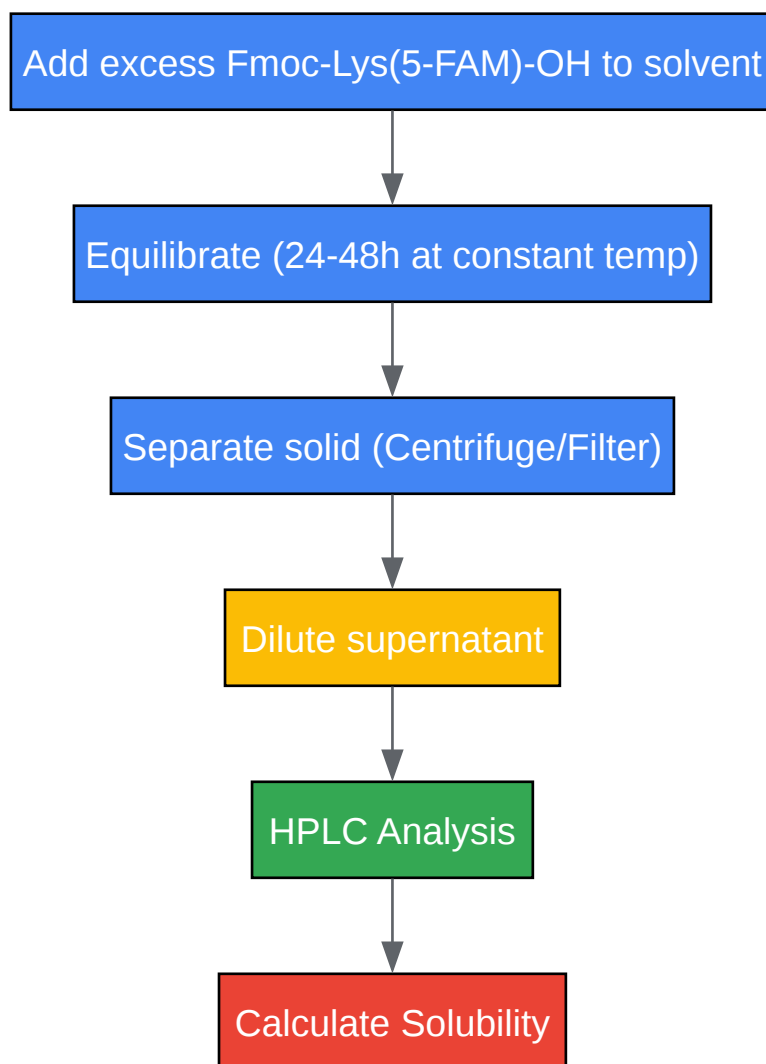 Add excess Fmoc-Lys(5-FAM)-OH to solvent
Equilibrate (24-48h at constant temp)
Separate solid (Centrifuge/Filter)
Dilute supernatant
HPLC Analysis
Calculate Solubility